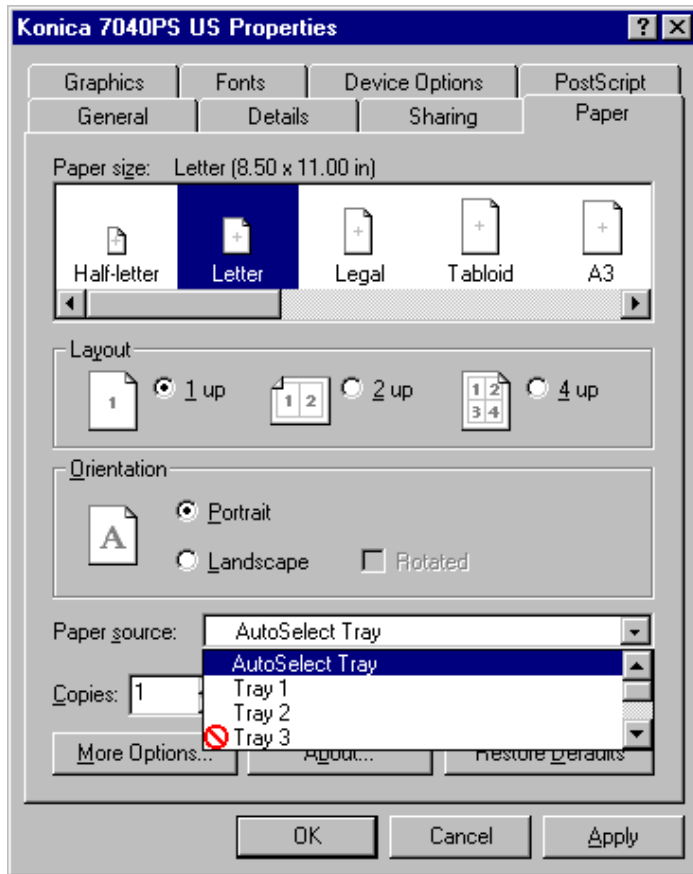 Konica 7040PS US Properties
Graphics Fonts Device Options PostScript
General Details Sharing Paper
Paper size: Letter (8.50 x 11.00 in)
Half-letter Letter Legal Tabloid A3
Layout
1 1 up 1 2 2 up 1 2 3 4 4 up
Orientation
A Portrait
Landscape Rotated
Paper source: AutoSelect Tray
AutoSelect Tray
Copies: 1 Tray 1
Tray 2
Tray 3
More Options... About... Restore Defaults
OK Cancel Apply